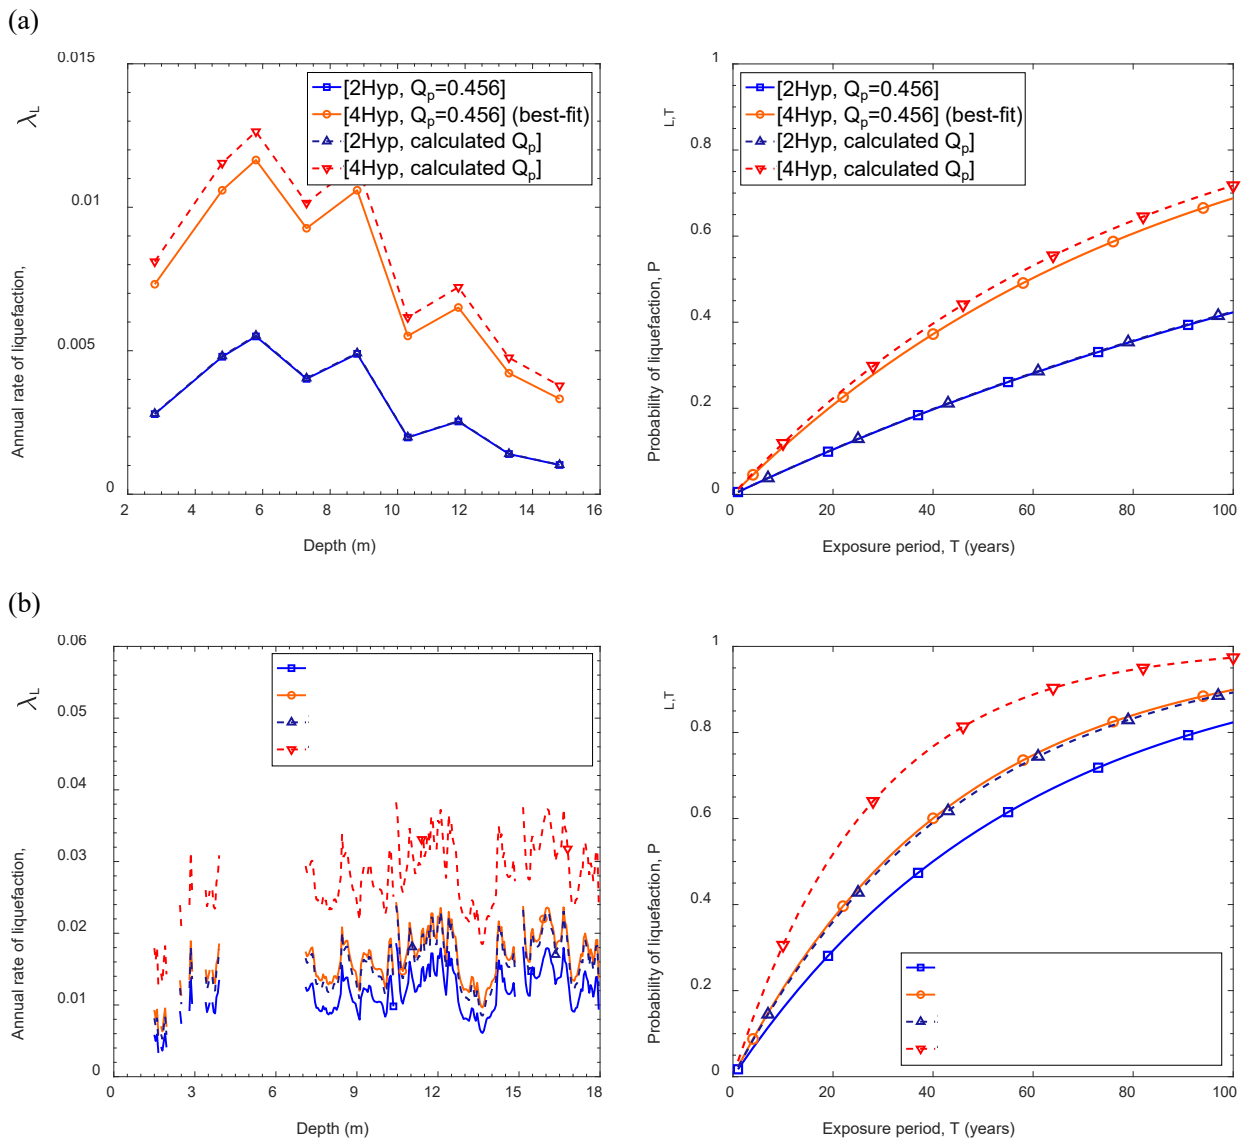 (a)
0.015
0.01
0.005
0
λL
Annual rate of liquefaction,
[2Hyp, Qp=0.456]
[4Hyp, Qp=0.456] (best-fit)
[2Hyp, calculated Qp]
[4Hyp, calculated Qp]
2 4 6 8 10 12 14 16
Depth (m)
1
0.8
0.6
0.4
0.2
0
L,T
Probability of liquefaction, P
[2Hyp, Qp=0.456]
[4Hyp, Qp=0.456] (best-fit)
[2Hyp, calculated Qp]
[4Hyp, calculated Qp]
0 20 40 60 80 100
Exposure period, T (years)
(b)
0.06
0.05
0.04
0.03
0.02
0.01
0
λL
Annual rate of liquefaction,
0 3 6 9 12 15 18
Depth (m)
1
0.8
0.6
0.4
0.2
0
L,T
Probability of liquefaction, P
0 20 40 60 80 100
Exposure period, T (years)